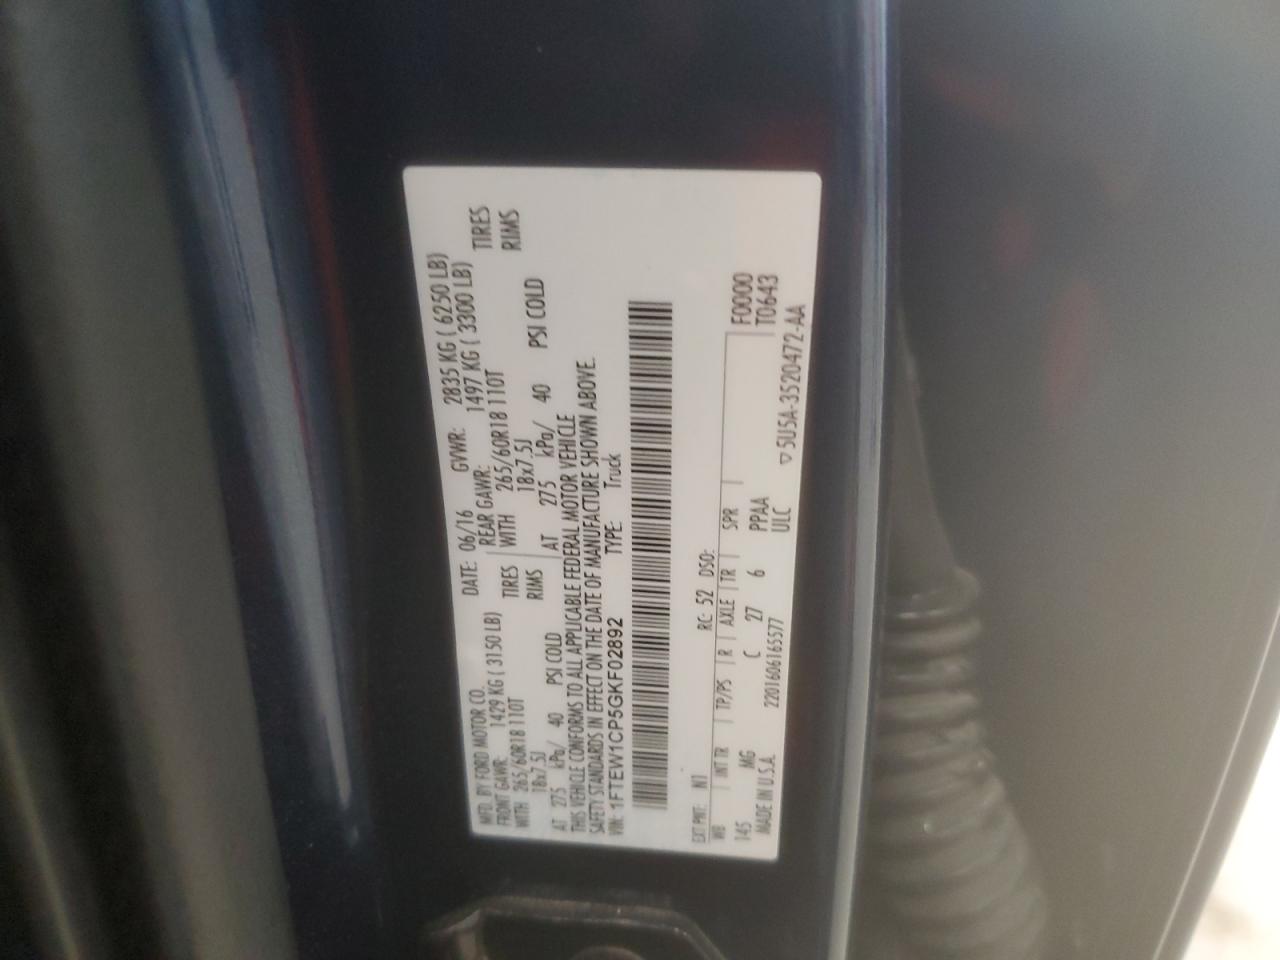 MFD. BY FORD MOTOR CO.
DATE: 06/16 GVWR: 2835 KG ( 6250 LB)
FRONT GAWR: 1429 KG ( 3150 LB) REAR GAWR: 1497 KG ( 3300 LB)
WITH 265/60R18 110T TIRES WITH 265/60R18 110T TIRES
18x7.5J RIMS 18x7.5J RIMS
AT 275 kPa/ 40 PSI COLD AT 275 kPa/ 40 PSI COLD
THIS VEHICLE CONFORMS TO ALL APPLICABLE FEDERAL MOTOR VEHICLE
SAFETY STANDARDS IN EFFECT ON THE DATE OF MANUFACTURE SHOWN ABOVE.
VIN: 1FTEW1CP5GKF02892 TYPE: Truck
EXT PNT: N1 RC: 52 DSO:
WB INT TR TP/PS R AXLE TR SPR F0000
145 MG C 27 6 PPAA T0643
MADE IN U.S.A. 2201606165577 ULC ▽5U5A-3520472-AA